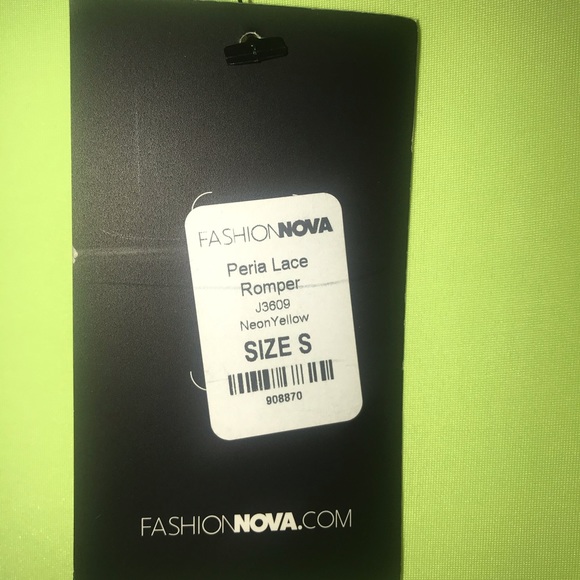 FASHIONNOVA
Peria Lace
Romper
J3609
NeonYellow
SIZE S
908870
FASHIONNOVA.COM